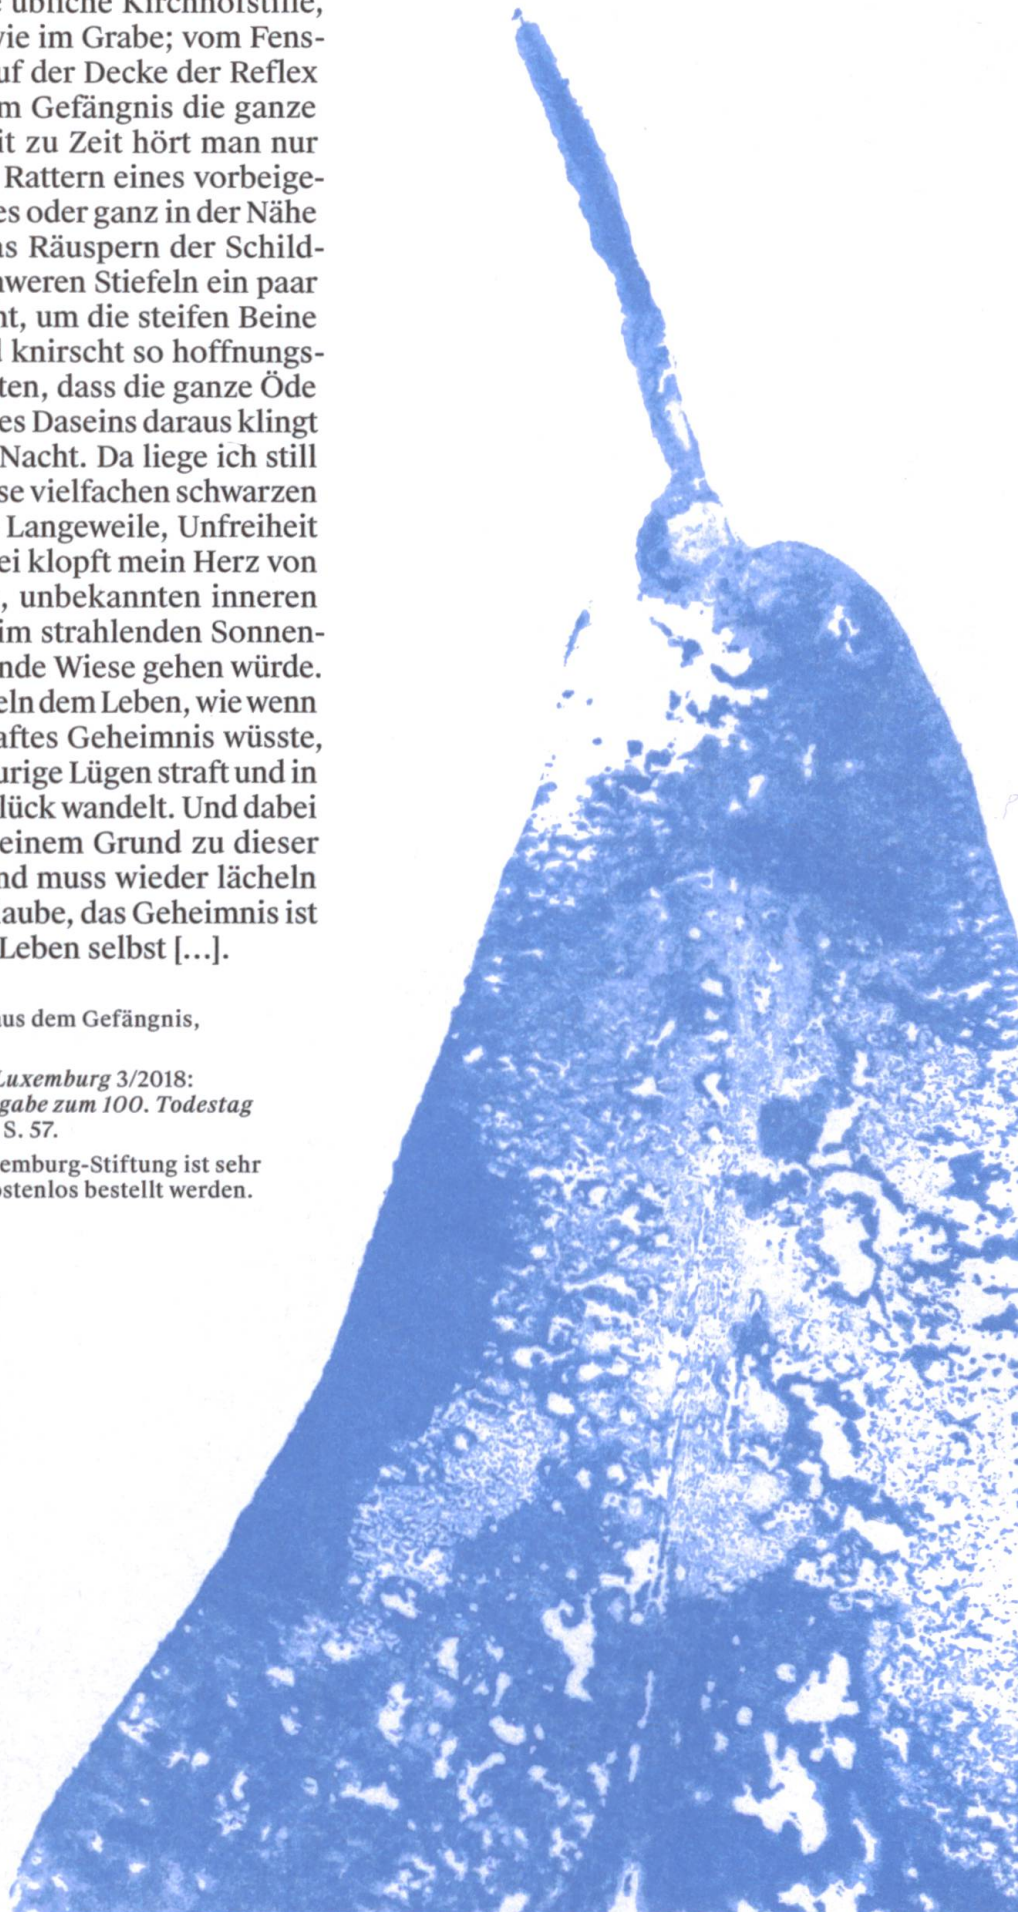 übliche Kirchhofstille,
wie im Grabe; vom Fens-
auf der Decke der Reflex
m Gefängnis die ganze
it zu Zeit hört man nur
Rattern eines vorbeige-
es oder ganz in der Nähe
as Räuspern der Schild-
hweren Stiefeln ein paar
ht, um die steifen Beine
knirscht so hoffnungs-
ten, dass die ganze Öde
es Daseins daraus klingt
Nacht. Da liege ich still
se vielfachen schwarzen
Langeweile, Unfreiheit
ei klopft mein Herz von
, unbekannten inneren
im strahlenden Sonnen-
nde Wiese gehen würde.
eln dem Leben, wie wenn
aftes Geheimnis wüsste,
urige Lügen straft und in
lück wandelt. Und dabei
einem Grund zu dieser
nd muss wieder lächeln
laube, das Geheimnis ist
Leben selbst [...].
aus dem Gefängnis,
Luxemburg 3/2018:
gabe zum 100. Todestag
S. 57.
emburg-Stiftung ist sehr
ostenlos bestellt werden.